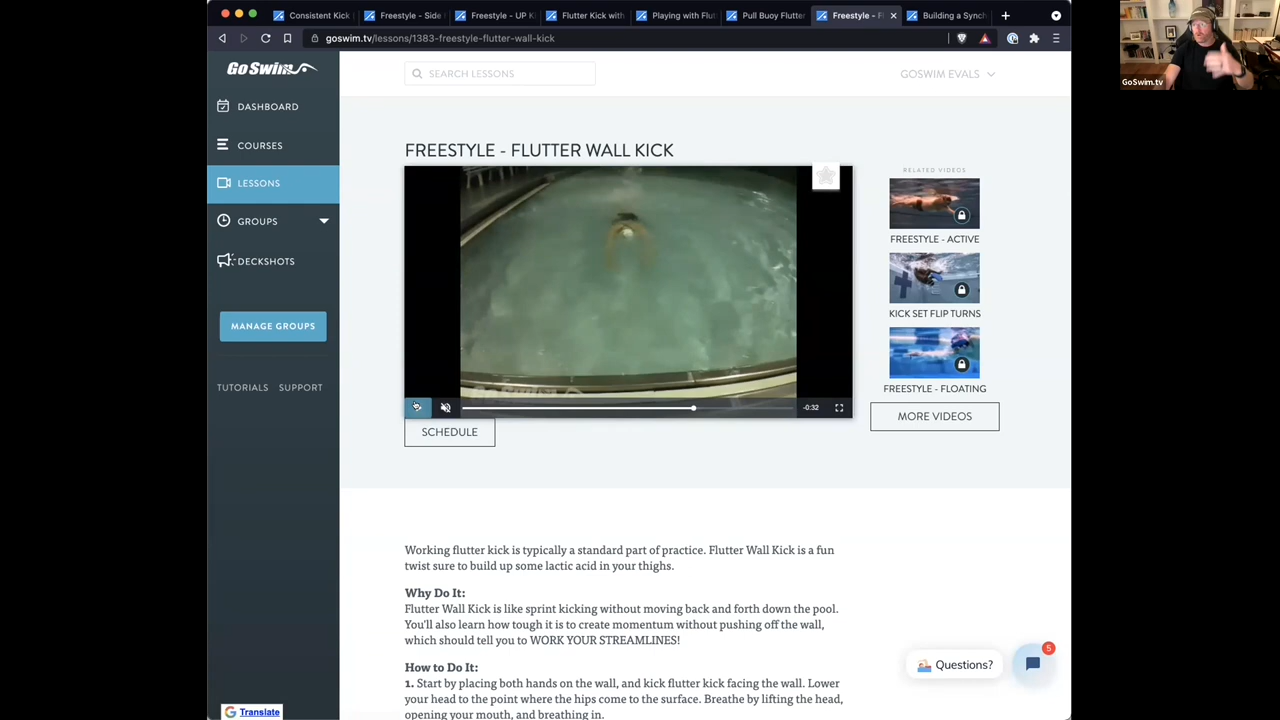 Consistent Kick
Freestyle - Side
Freestyle - UP K
Flutter Kick with
Playing with Flut
Pull Buoy Flutter
Freestyle - Fl
Building a Synch
goswim.tv/lessons/1383-freestyle-flutter-wall-kick
GoSwim
SEARCH LESSONS
GOSWIM EVALS
DASHBOARD
COURSES
LESSONS
GROUPS
DECKSHOTS
MANAGE GROUPS
TUTORIALS SUPPORT
FREESTYLE - FLUTTER WALL KICK
-0:32
SCHEDULE
RELATED VIDEOS
FREESTYLE - ACTIVE
KICK SET FLIP TURNS
FREESTYLE - FLOATING
MORE VIDEOS
Working flutter kick is typically a standard part of practice. Flutter Wall Kick is a fun
twist sure to build up some lactic acid in your thighs.
Why Do It:
Flutter Wall Kick is like sprint kicking without moving back and forth down the pool.
You'll also learn how tough it is to create momentum without pushing off the wall,
which should tell you to WORK YOUR STREAMLINES!
How to Do It:
1. Start by placing both hands on the wall, and kick flutter kick facing the wall. Lower
your head to the point where the hips come to the surface. Breathe by lifting the head,
opening your mouth, and breathing in.
Questions?
5
G Translate
GoSwim.tv